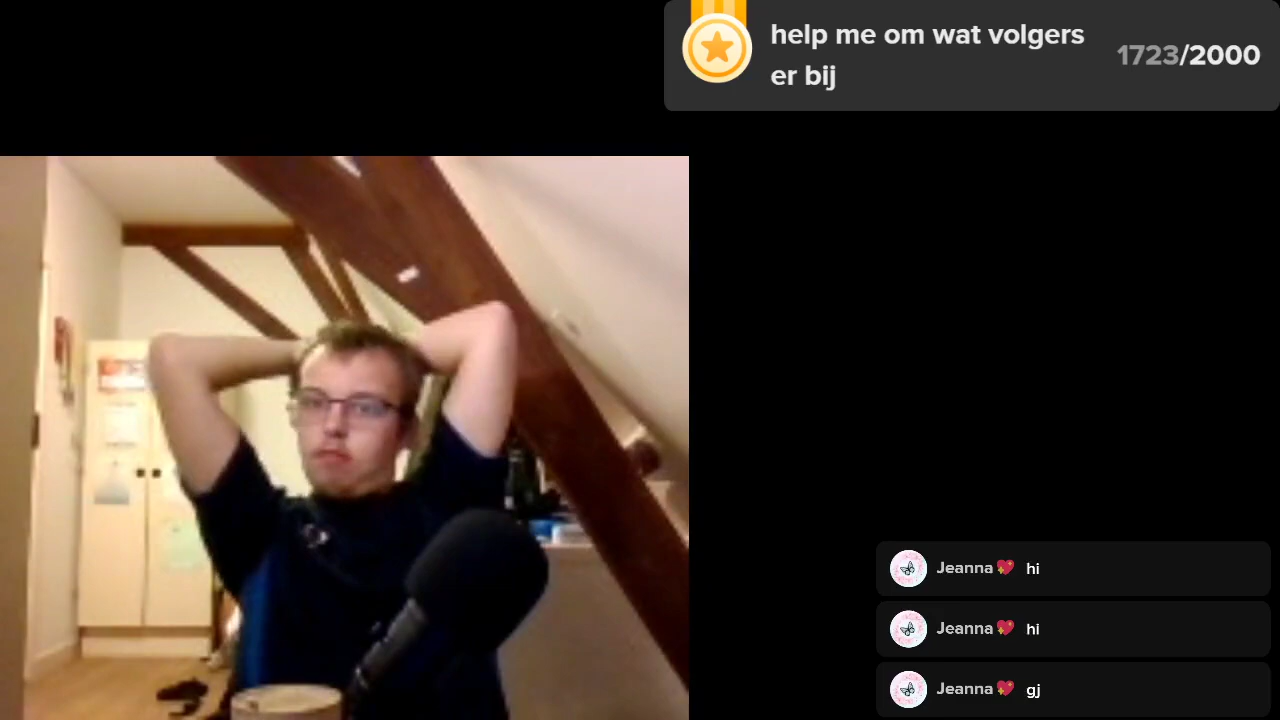 help me om wat volgers
er bij
1723/2000
Jeanna💖 hi
Jeanna💖 hi
Jeanna💖 gj